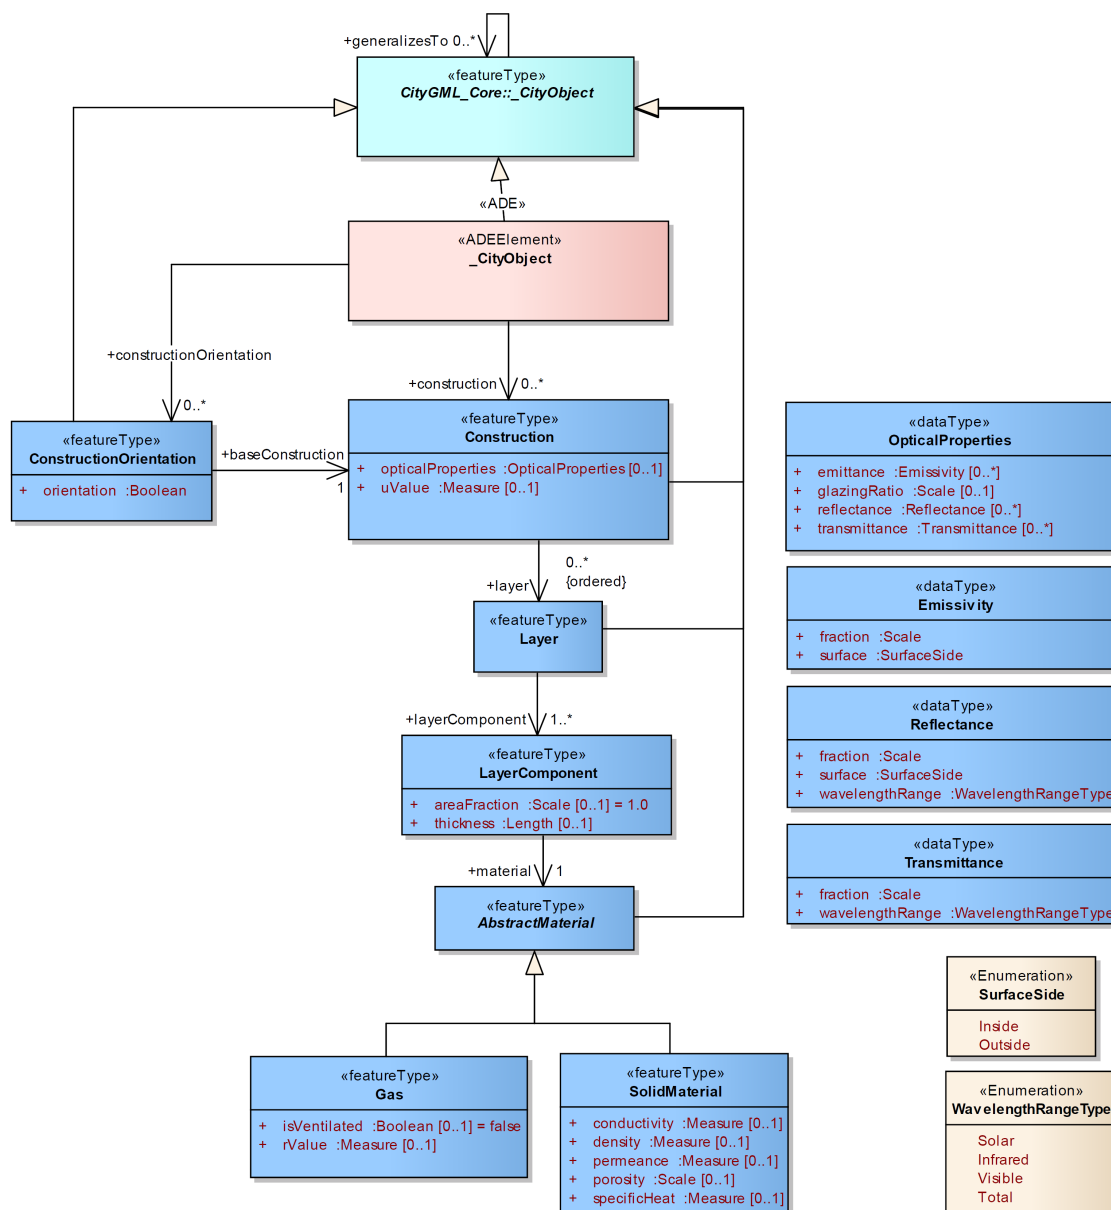 +generalizesTo 0..*
«featureType»
CityGML_Core::_CityObject
«ADE»
«ADEElement»
_CityObject
+constructionOrientation
0..*
+construction 0..*
«featureType»
ConstructionOrientation
+ orientation :Boolean
+baseConstruction
1
«featureType»
Construction
+ opticalProperties :OpticalProperties [0..1]
+ uValue :Measure [0..1]
0..*
{ordered}
+layer
«featureType»
Layer
+layerComponent 1..*
«featureType»
LayerComponent
+ areaFraction :Scale [0..1] = 1.0
+ thickness :Length [0..1]
+material 1
«featureType»
AbstractMaterial
«featureType»
Gas
+ isVentilated :Boolean [0..1] = false
+ rValue :Measure [0..1]
«featureType»
SolidMaterial
+ conductivity :Measure [0..1]
+ density :Measure [0..1]
+ permeance :Measure [0..1]
+ porosity :Scale [0..1]
+ specificHeat :Measure [0..1]
«dataType»
OpticalProperties
+ emittance :Emissivity [0..*]
+ glazingRatio :Scale [0..1]
+ reflectance :Reflectance [0..*]
+ transmittance :Transmittance [0..*]
«dataType»
Emissivity
+ fraction :Scale
+ surface :SurfaceSide
«dataType»
Reflectance
+ fraction :Scale
+ surface :SurfaceSide
+ wavelengthRange :WavelengthRangeType
«dataType»
Transmittance
+ fraction :Scale
+ wavelengthRange :WavelengthRangeType
«Enumeration»
SurfaceSide
Inside
Outside
«Enumeration»
WavelengthRangeType
Solar
Infrared
Visible
Total